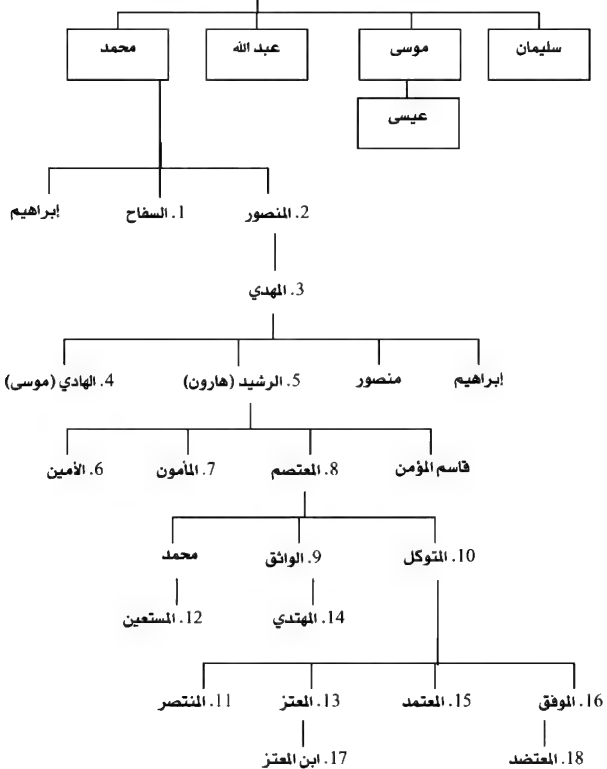 سليمان موسى عبد الله محمد
عيسى
2. المنصور 1. السفاح إبراهيم
3. المهدي
إبراهيم منصور 5. الرشيد (هارون) 4. الهادي (موسى)
قاسم المؤمن 8. المعتصم 7. المأمون 6. الأمين
10. المتوكل 9. الواثق محمد
14. المهتدي 12. المستعين
16. الموفق 15. المعتمد 13. المعتز 11. المنتصر
18. المعتضد 17. ابن المعتز